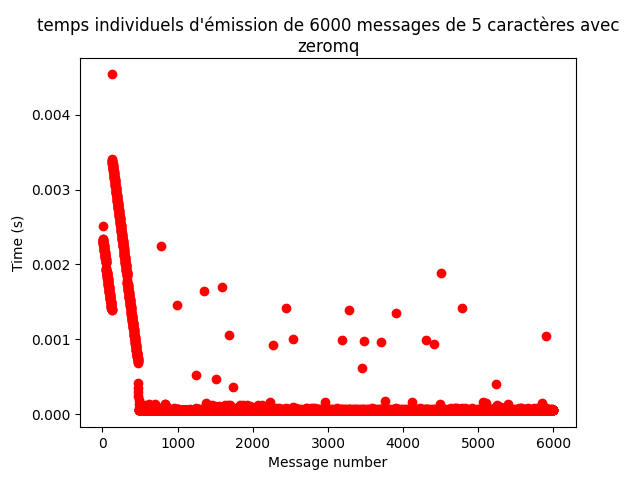 temps individuels d'émission de 6000 messages de 5 caractères avec
zeromq
0.004
0.003
0.002
0.001
0.000
Time (s)
0 1000 2000 3000 4000 5000 6000
Message number